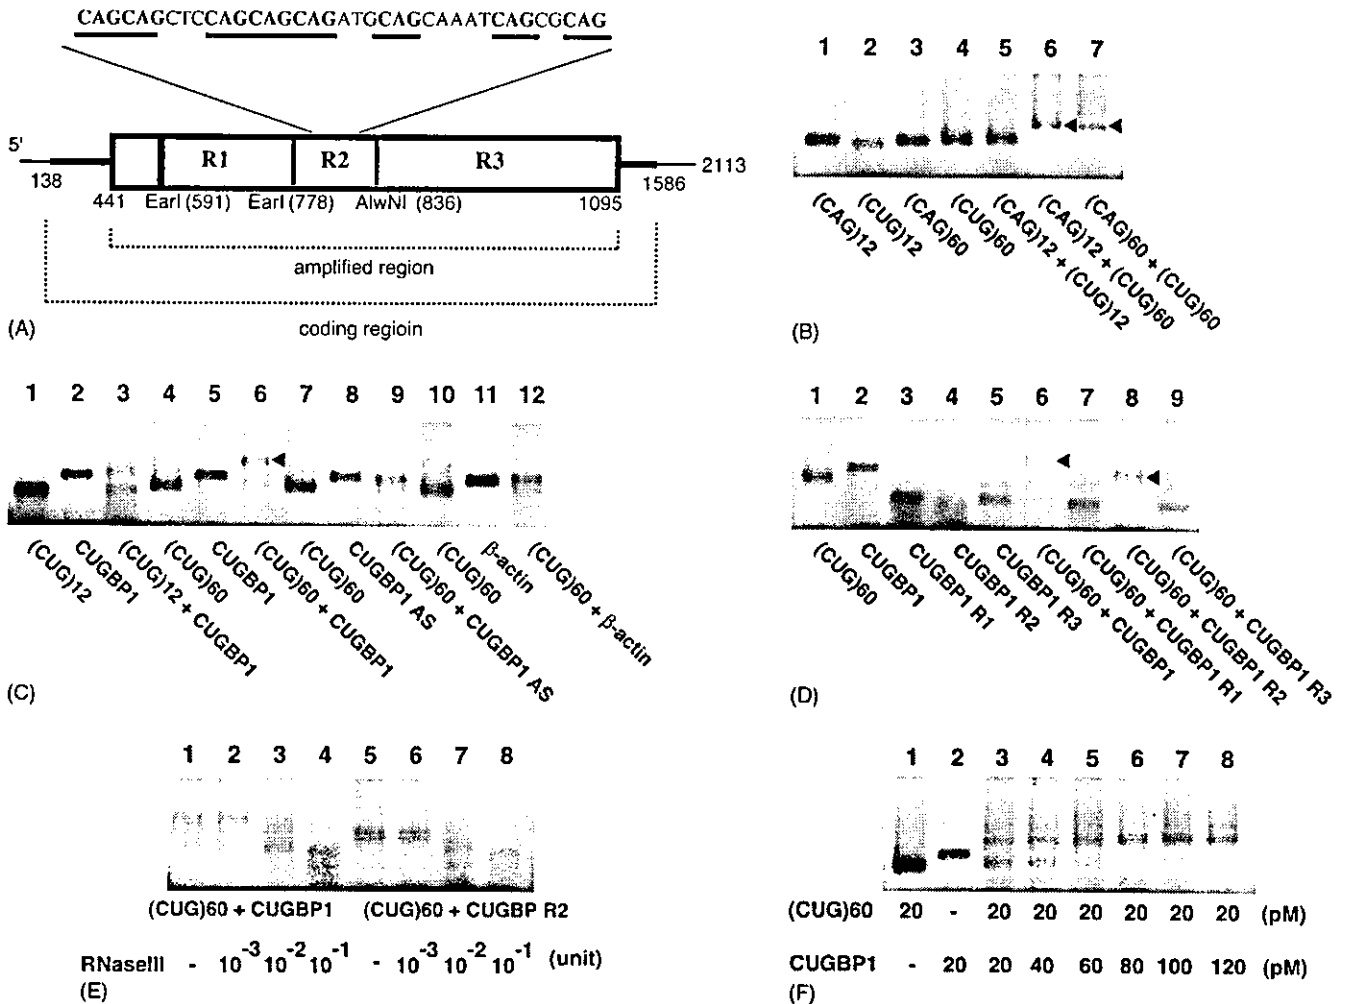 CAGCAGCTCCAGCAGCAGATGCAGCAAATCAGCGCAG
5'
R1
R2
R3
2113
138
1586
441
EarI (591)
EarI (778)
AlwNI (836)
1095
amplified region
coding regioin
(A)
1 2 3 4 5 6 7
(CAG)12
(CUG)12
(CAG)60
(CUG)60
(CAG)12 + (CUG)12
(CAG)12 + (CUG)60
(CAG)60 + (CUG)60
(B)
1 2 3 4 5 6 7 8 9 10 11 12
(CUG)12
CUGBP1
(CUG)12 + CUGBP1
(CUG)60
CUGBP1
(CUG)60 + CUGBP1
(CUG)60
CUGBP1 AS
(CUG)60 + CUGBP1 AS
(CUG)60
β-actin
(CUG)60 + β-actin
(C)
1 2 3 4 5 6 7 8 9
(CUG)60
CUGBP1
CUGBP1 R1
CUGBP1 R2
CUGBP1 R3
(CUG)60 + CUGBP1
(CUG)60 + CUGBP1 R1
(CUG)60 + CUGBP1 R2
(CUG)60 + CUGBP1 R3
(D)
1 2 3 4 5 6 7 8
(CUG)60 + CUGBP1 (CUG)60 + CUGBP R2
RNaseIII - 10⁻³ 10⁻² 10⁻¹ - 10⁻³ 10⁻² 10⁻¹ (unit)
(E)
1 2 3 4 5 6 7 8
(CUG)60 20 - 20 20 20 20 20 20 (pM)
CUGBP1 - 20 20 40 60 80 100 120 (pM)
(F)